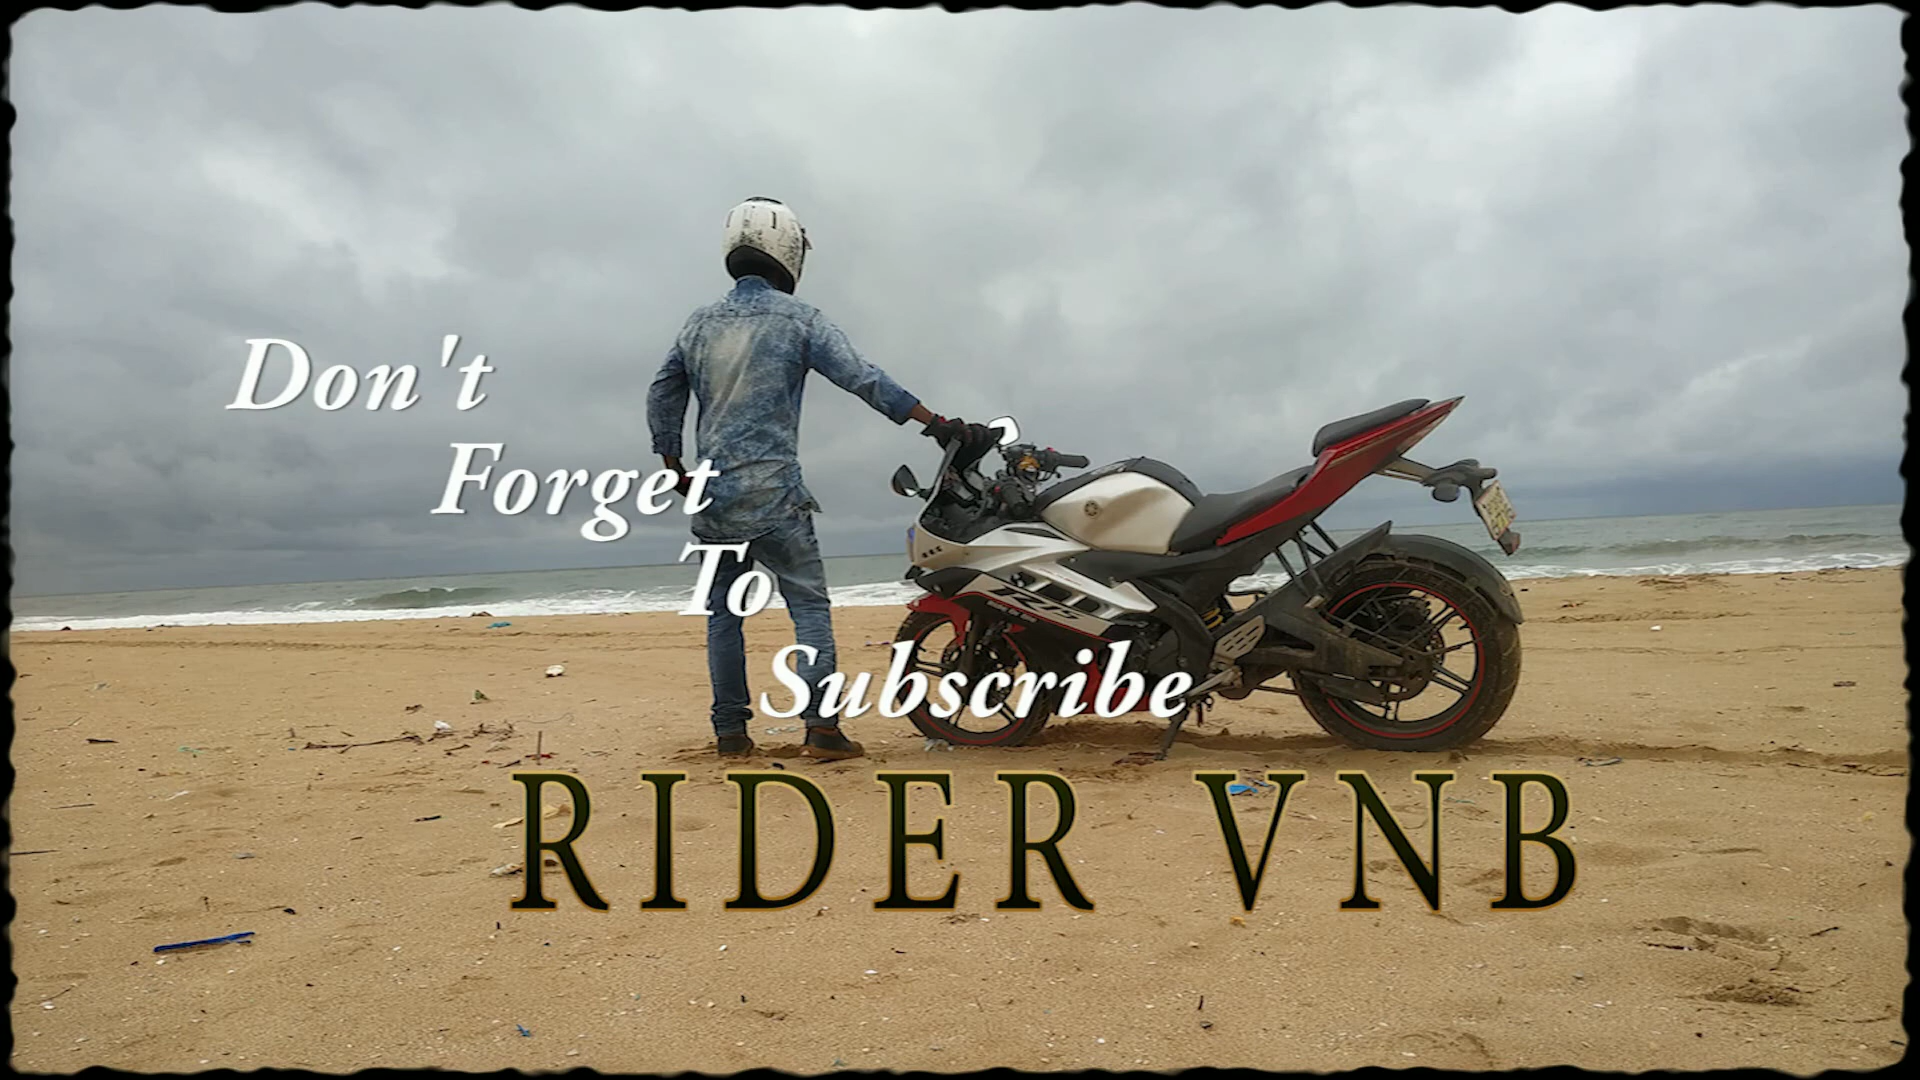 Don't
Forget
To
Subscribe
RIDER VNB